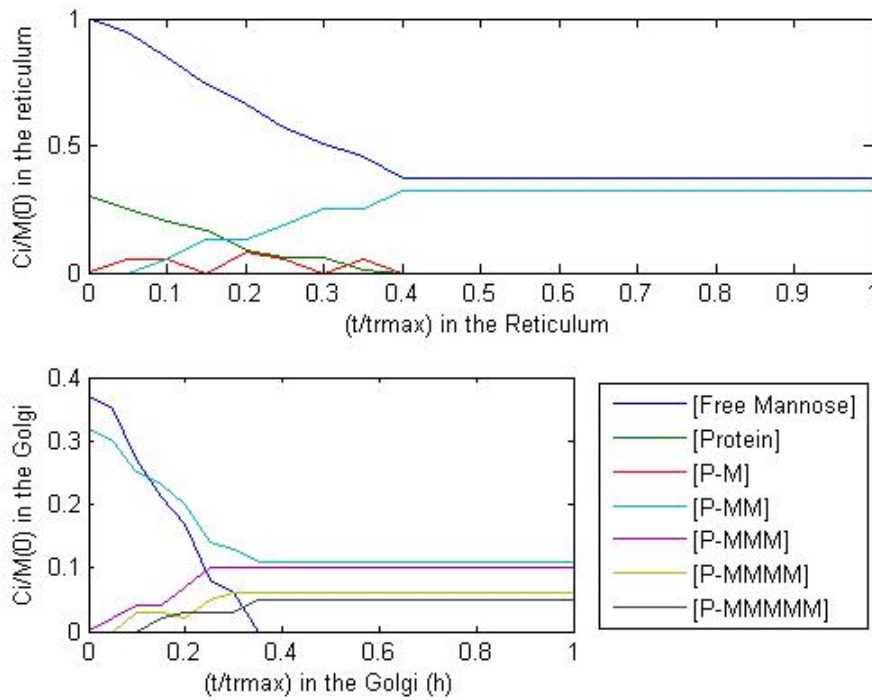 1
0.5
0
Ci/M(0) in the reticulum
0 0.1 0.2 0.3 0.4 0.5 0.6 0.7 0.8 0.9 1
(t/trmax) in the Reticulum
0.4
0.3
0.2
0.1
0
Ci/M(0) in the Golgi
0 0.2 0.4 0.6 0.8 1
(t/trmax) in the Golgi (h)
[Free Mannose]
[Protein]
[P-M]
[P-MM]
[P-MMM]
[P-MMMM]
[P-MMMMM]